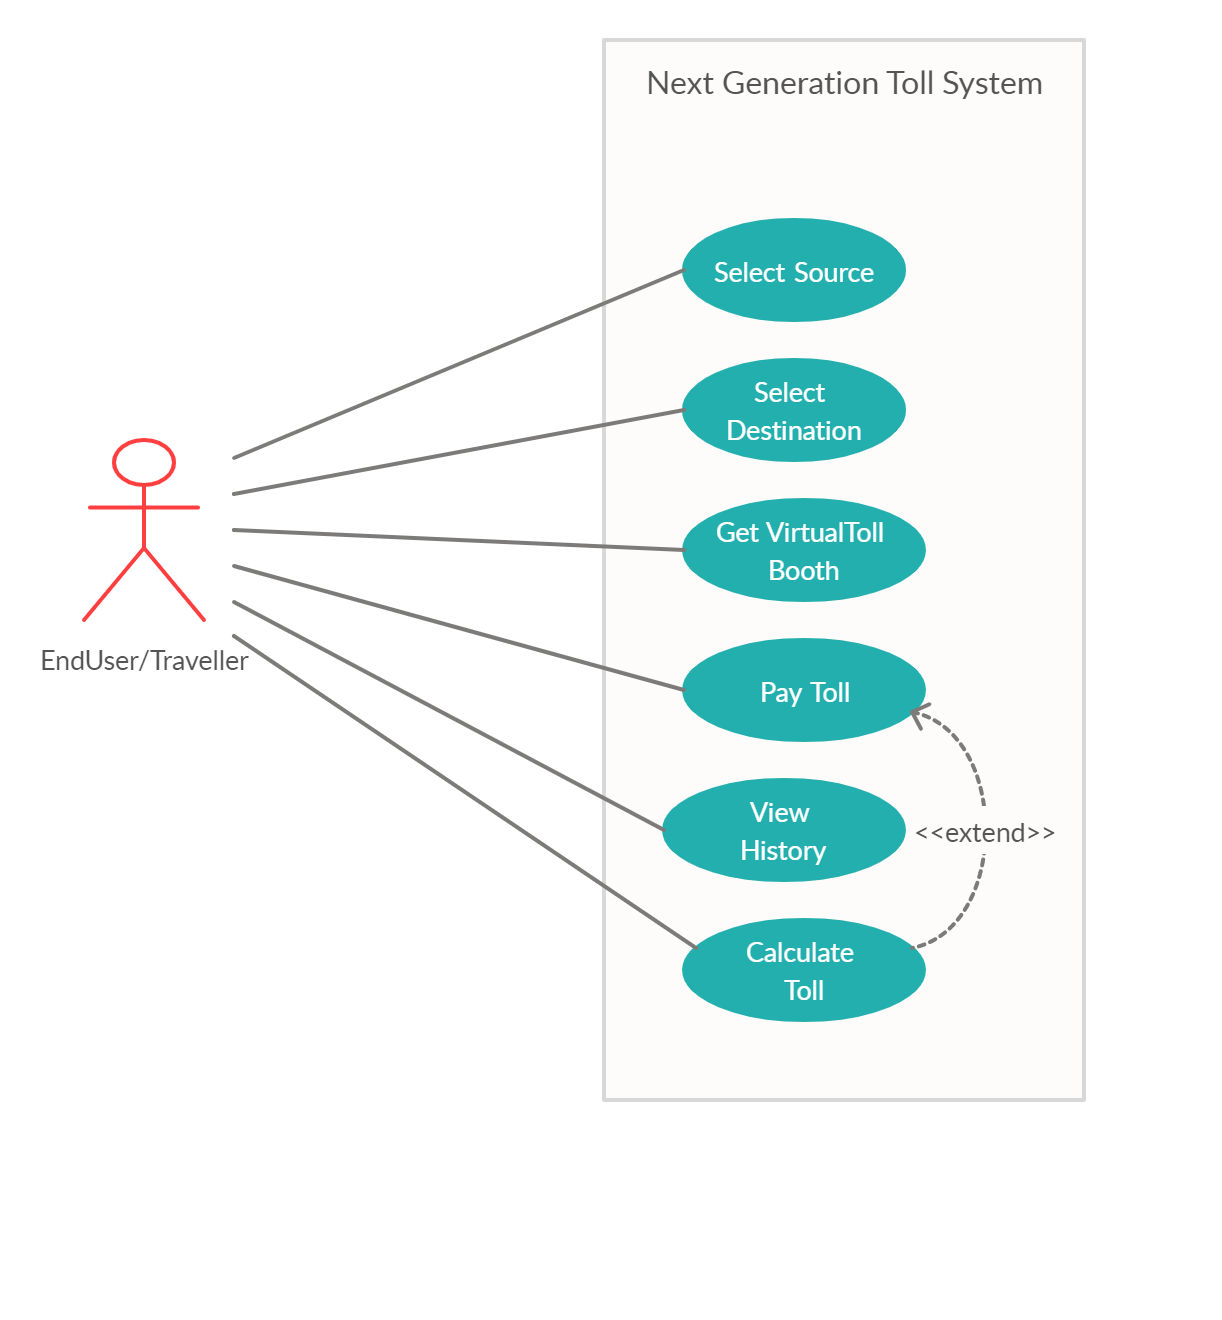 Next Generation Toll System
Select Source
Select
Destination
Get VirtualToll
Booth
EndUser/Traveller
Pay Toll
View
History
<<extend>>
Calculate
Toll